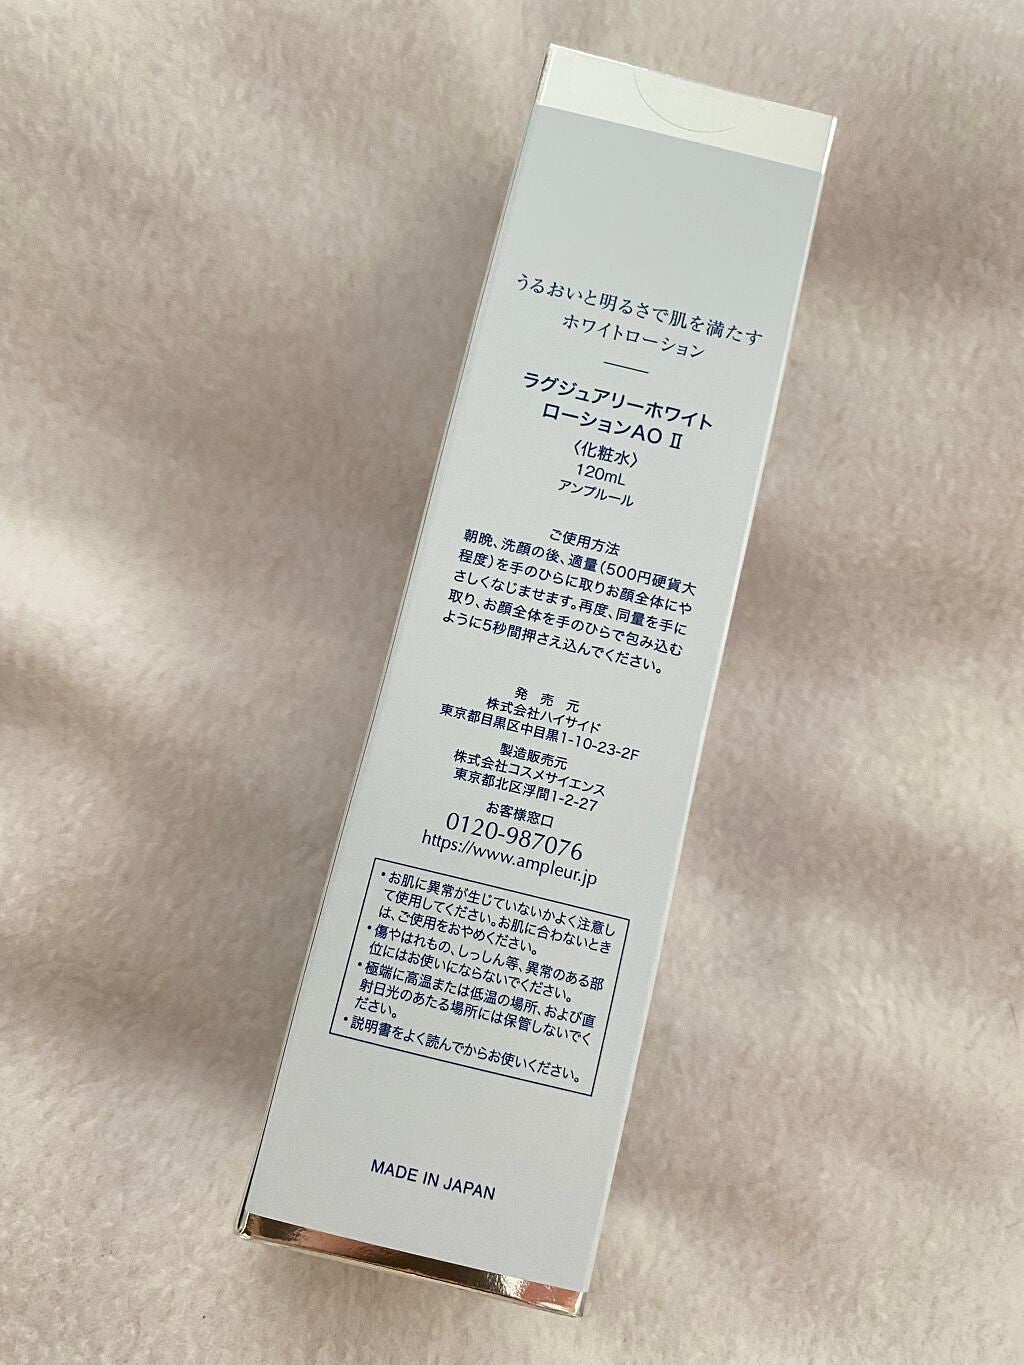 うるおいと明るさで肌を満たす
ホワイトローション
ラグジュアリーホワイト
ローションAO II
〈化粧水〉
120mL
アンプルール
ご使用方法
朝晩、洗顔の後、適量(500円硬貨大
程度)を手のひらに取りお顔全体にや
さしくなじませます。再度、同量を手に
取り、お顔全体を手のひらで包み込む
ように5秒間押さえ込んでください。
発 売 元
株式会社ハイサイド
東京都目黒区中目黒1-10-23-2F
製造販売元
株式会社コスメサイエンス
東京都北区浮間1-2-27
お客様窓口
0120-987076
https://www.ampleur.jp
•お肌に異常が生じていないかよく注意し
て使用してください。お肌に合わないとき
は、ご使用をおやめください。
•傷やはれもの、しっしん等、異常のある部
位にはお使いにならないでください。
•極端に高温または低温の場所、および直
射日光のあたる場所には保管しないでく
ださい。
•説明書をよく読んでからお使いください。
MADE IN JAPAN